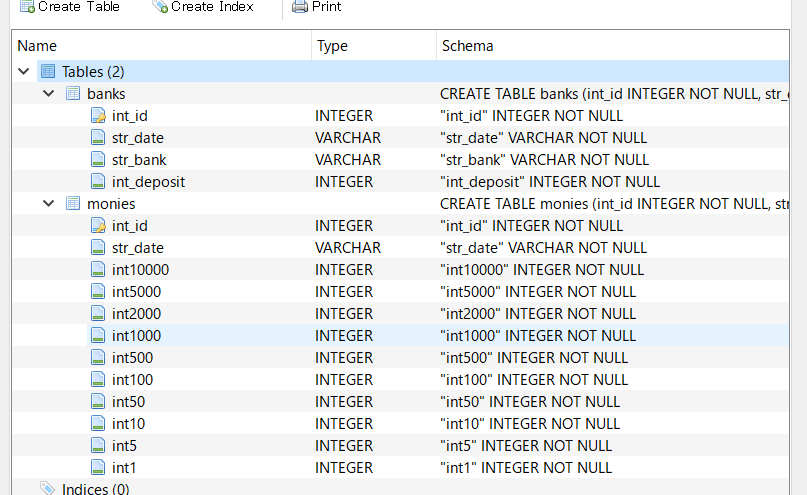 Create Table Create Index Print
Name Type Schema
Tables (2)
banks CREATE TABLE banks (int_id INTEGER NOT NULL, str_
int_id INTEGER "int_id" INTEGER NOT NULL
str_date VARCHAR "str_date" VARCHAR NOT NULL
str_bank VARCHAR "str_bank" VARCHAR NOT NULL
int_deposit INTEGER "int_deposit" INTEGER NOT NULL
monies CREATE TABLE monies (int_id INTEGER NOT NULL, str
int_id INTEGER "int_id" INTEGER NOT NULL
str_date VARCHAR "str_date" VARCHAR NOT NULL
int10000 INTEGER "int10000" INTEGER NOT NULL
int5000 INTEGER "int5000" INTEGER NOT NULL
int2000 INTEGER "int2000" INTEGER NOT NULL
int1000 INTEGER "int1000" INTEGER NOT NULL
int500 INTEGER "int500" INTEGER NOT NULL
int100 INTEGER "int100" INTEGER NOT NULL
int50 INTEGER "int50" INTEGER NOT NULL
int10 INTEGER "int10" INTEGER NOT NULL
int5 INTEGER "int5" INTEGER NOT NULL
int1 INTEGER "int1" INTEGER NOT NULL
Indices (0)